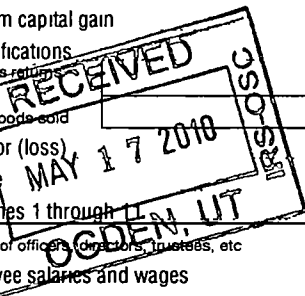 m capital gain
fications
s returns
RECEIVED
oods sold
or (loss)
MAY 17 2010
IRS-OSC
nes 1 through 11
OGDEN, UT
of officers, directors, trustees, etc
yee salaries and wages